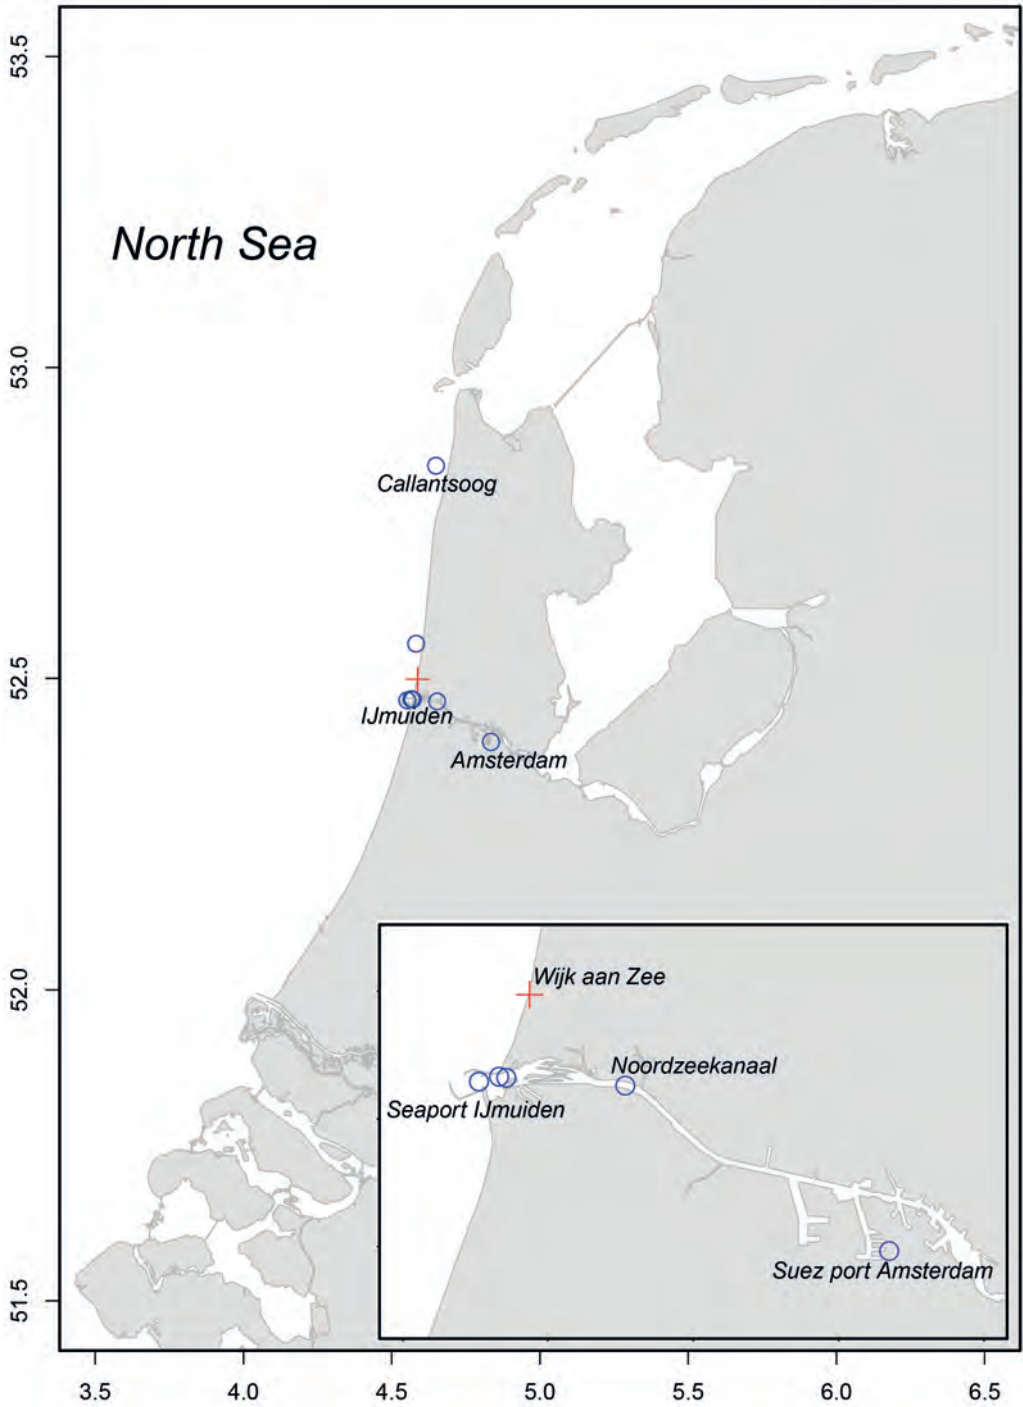 53.5
North Sea
53.0
Callantsoog
52.5
IJmuiden
Amsterdam
52.0
Wijk aan Zee
Noordzeekanaal
Seaport IJmuiden
Suez port Amsterdam
51.5
3.5 4.0 4.5 5.0 5.5 6.0 6.5